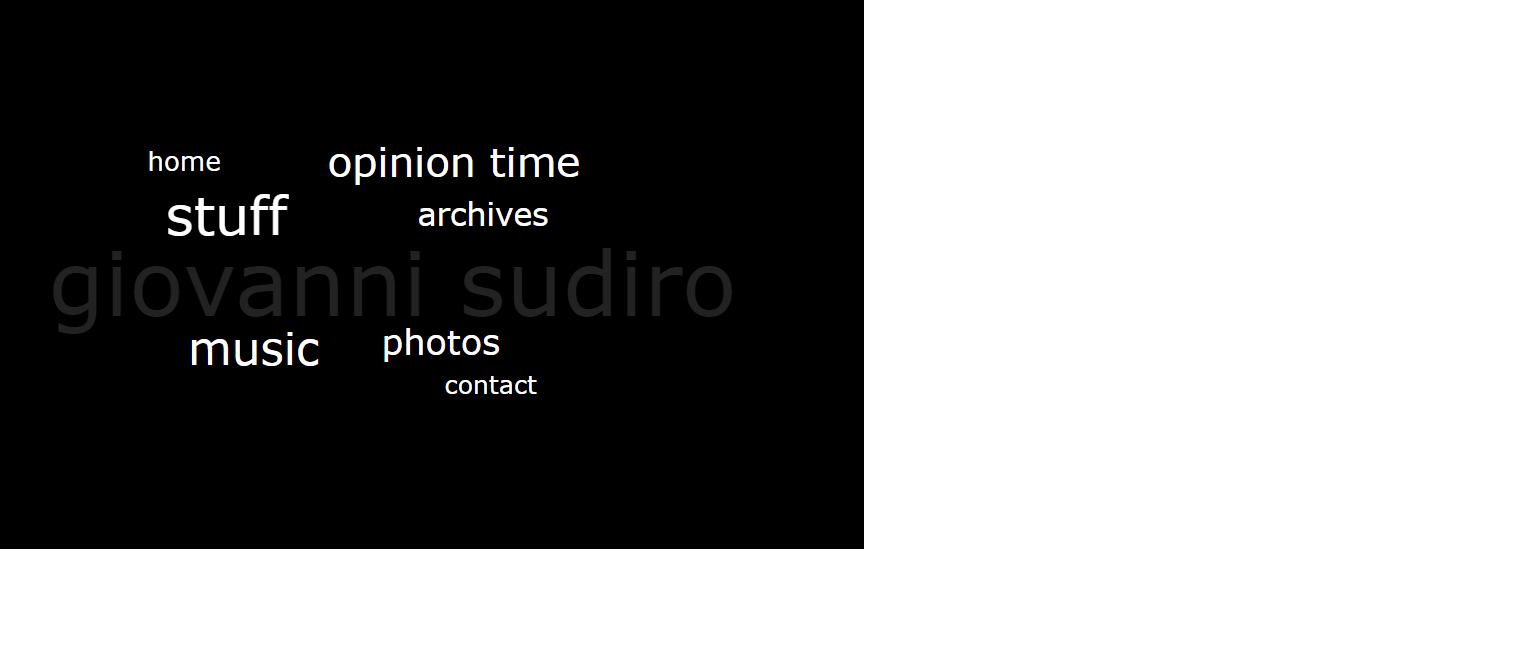 home
opinion time
stuff
archives
giovanni sudiro
music
photos
contact